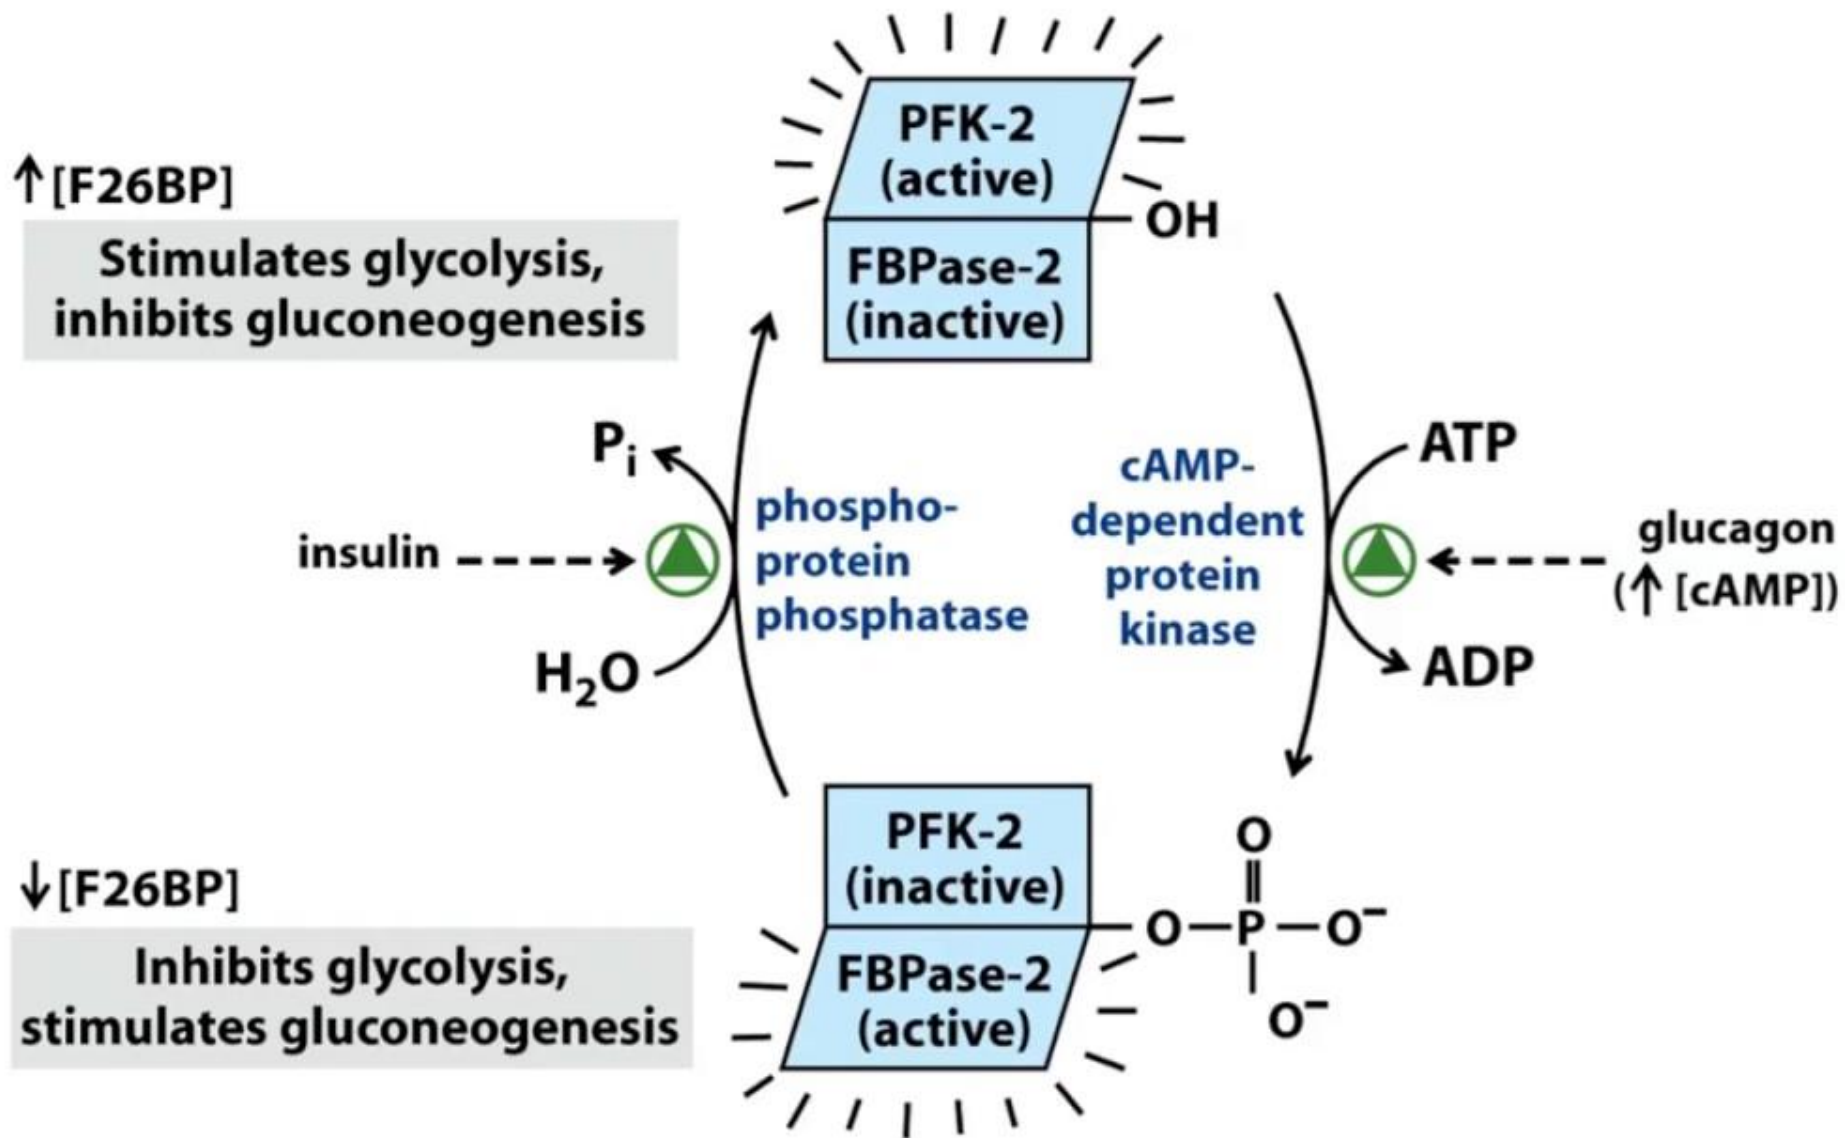 PFK-2
(active)
OH
FBPase-2
(inactive)
↑[F26BP]
Stimulates glycolysis,
inhibits gluconeogenesis
Pi
insulin
H2O
phospho-
protein
phosphatase
cAMP-
dependent
protein
kinase
ATP
glucagon
(↑ [cAMP])
ADP
PFK-2
(inactive)
FBPase-2
(active)
O
O–P–O⁻
O⁻
↓[F26BP]
Inhibits glycolysis,
stimulates gluconeogenesis